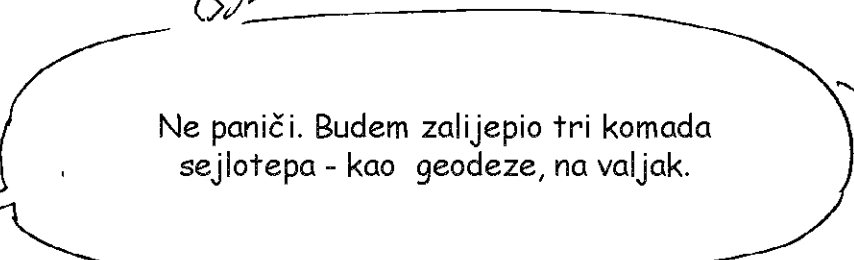 Ne paniči. Budem zalijepio tri komada
sejlotepa - kao geodeze, na valjak.